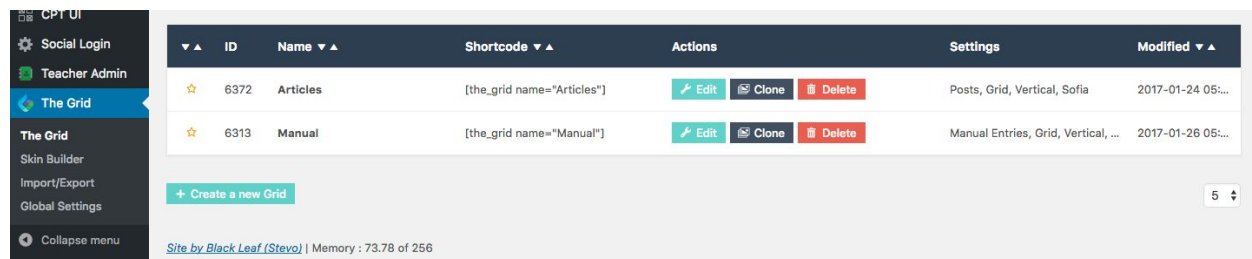 CPT UI
Social Login
Teacher Admin
The Grid
The Grid
Skin Builder
Import/Export
Global Settings
Collapse menu
▼ ▲ ID Name ▼ ▲ Shortcode ▼ ▲ Actions Settings Modified ▼ ▲
6372 Articles [the_grid name="Articles"] Edit Clone Delete Posts, Grid, Vertical, Sofia 2017-01-24 05:...
6313 Manual [the_grid name="Manual"] Edit Clone Delete Manual Entries, Grid, Vertical, ... 2017-01-26 05:...
+ Create a new Grid 5
Site by Black Leaf (Stevo) | Memory : 73.78 of 256